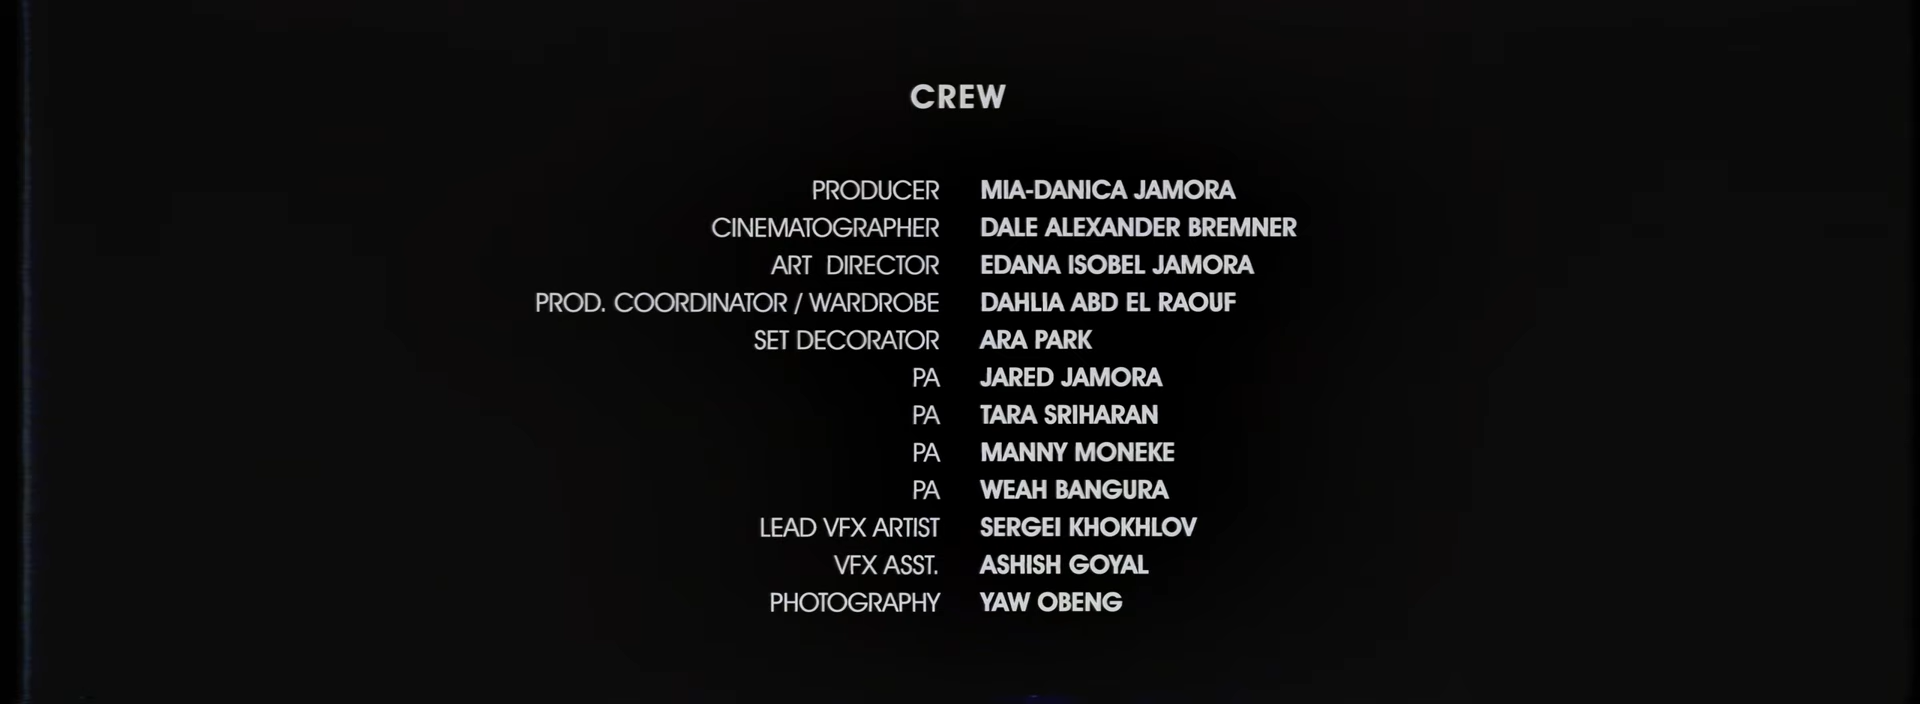 CREW
PRODUCER MIA-DANICA JAMORA
CINEMATOGRAPHER DALE ALEXANDER BREMNER
ART DIRECTOR EDANA ISOBEL JAMORA
PROD. COORDINATOR / WARDROBE DAHLIA ABD EL RAOUF
SET DECORATOR ARA PARK
PA JARED JAMORA
PA TARA SRIHARAN
PA MANNY MONEKE
PA WEAH BANGURA
LEAD VFX ARTIST SERGEI KHOKHLOV
VFX ASST. ASHISH GOYAL
PHOTOGRAPHY YAW OBENG